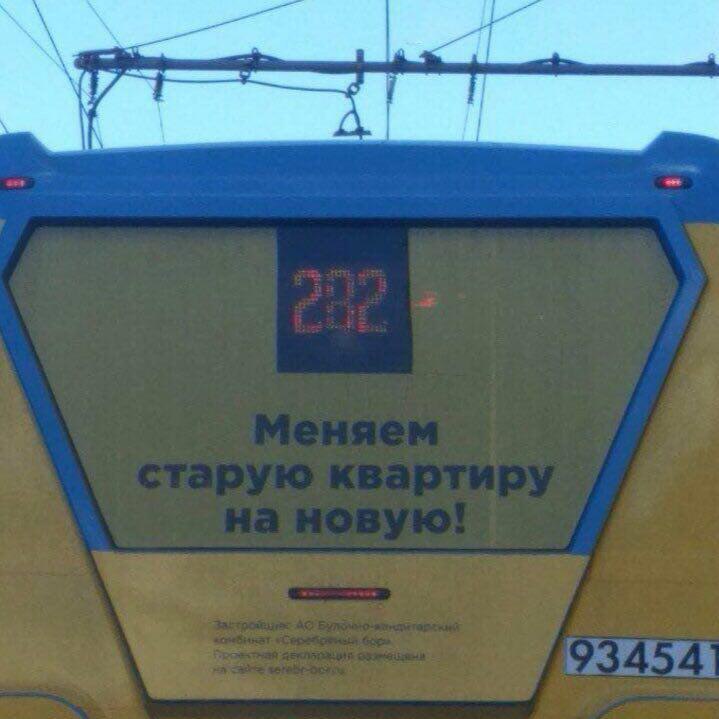 282
Меняем
старую квартиру
на новую!
Застройщик: АО Булочно-кондитерский
комбинат «Серебряный бор».
Проектная декларация размещена
на сайте serebr-bor.ru
934541